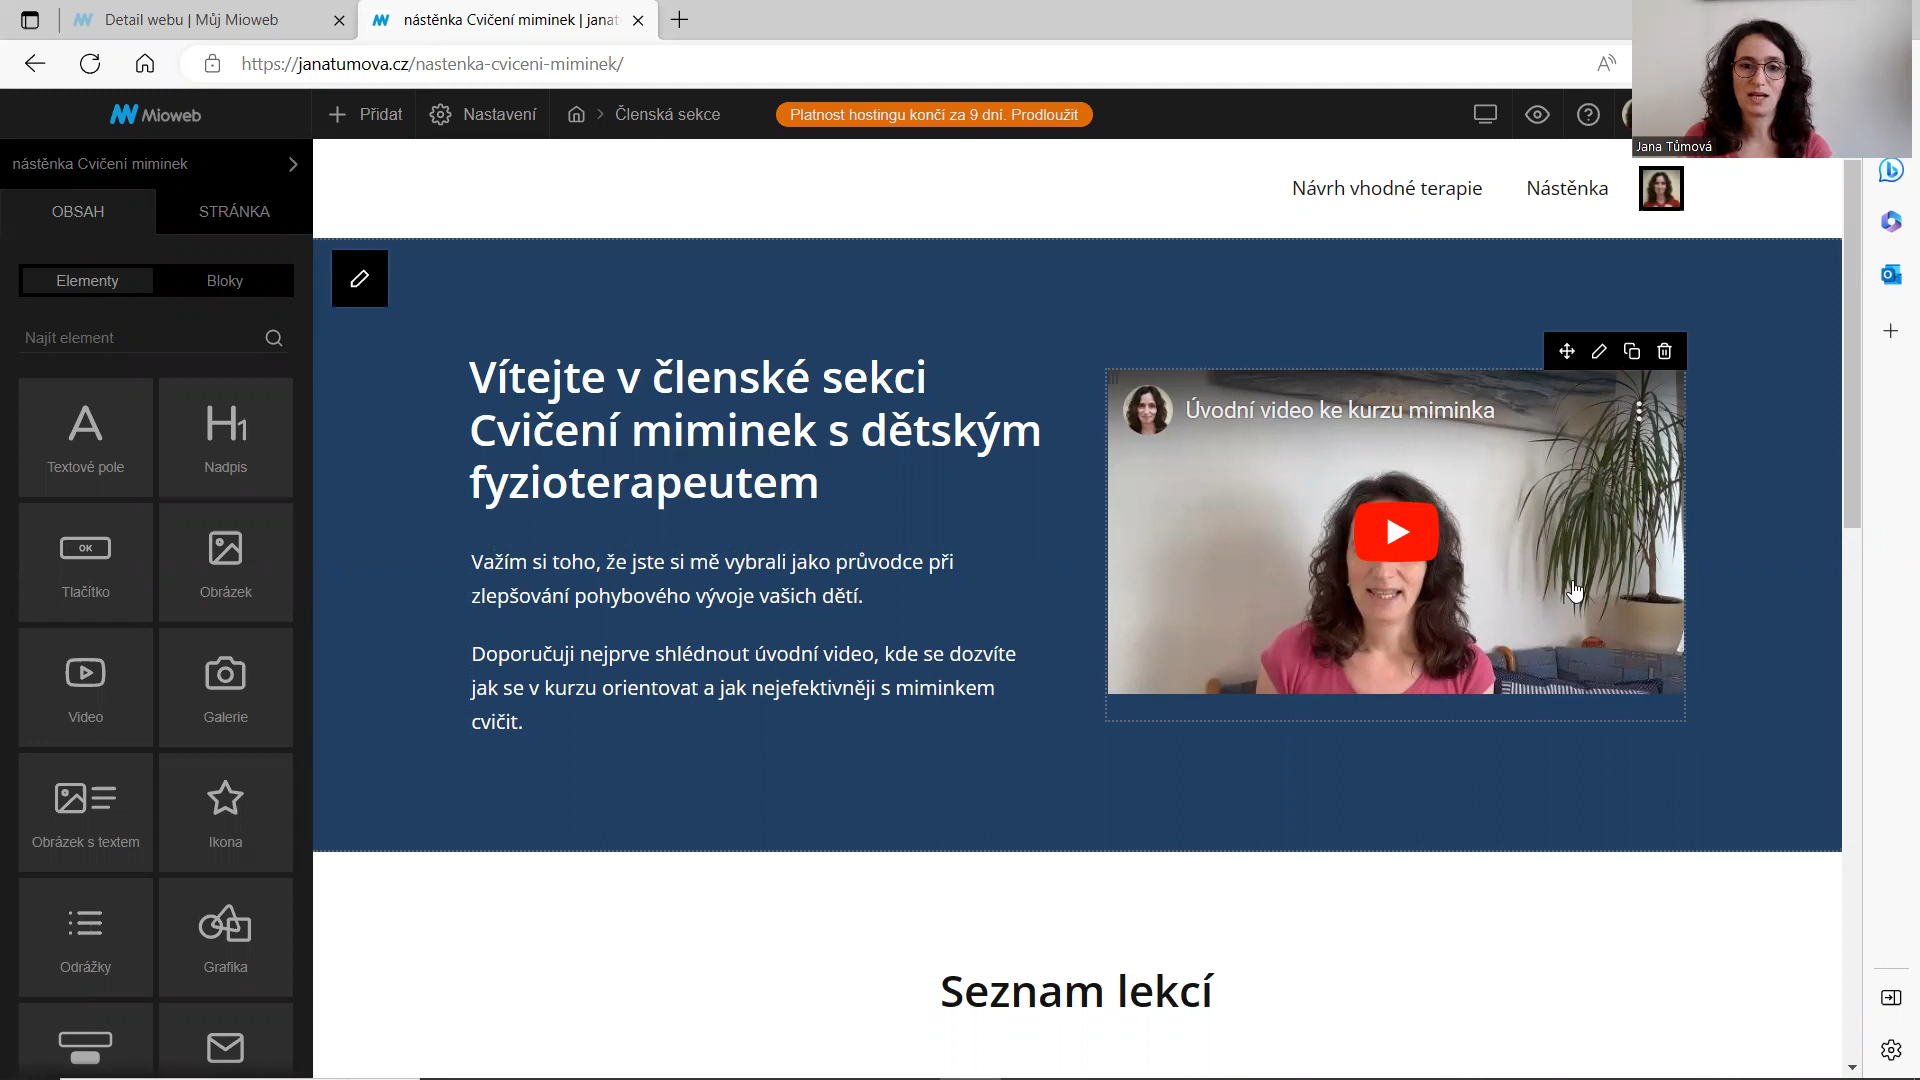 Detail webu | Můj Mioweb
nástěnka Cvičení miminek | janat
https://janatumova.cz/nastenka-cviceni-miminek/
Jana Tůmová
Mioweb
Přidat
Nastavení
Členská sekce
Platnost hostingu končí za 9 dní. Prodloužit
nástěnka Cvičení miminek
OBSAH
STRÁNKA
Elementy
Bloky
Najít element
Textové pole
Nadpis
OK
Tlačítko
Obrázek
Video
Galerie
Obrázek s textem
Ikona
Odrážky
Grafika
Návrh vhodné terapie
Nástěnka
Vítejte v členské sekci
Cvičení miminek s dětským
fyzioterapeutem
Važím si toho, že jste si mě vybrali jako průvodce při
zlepšování pohybového vývoje vašich dětí.
Doporučuji nejprve shlédnout úvodní video, kde se dozvíte
jak se v kurzu orientovat a jak nejefektivněji s miminkem
cvičit.
Úvodní video ke kurzu miminka
Seznam lekcí